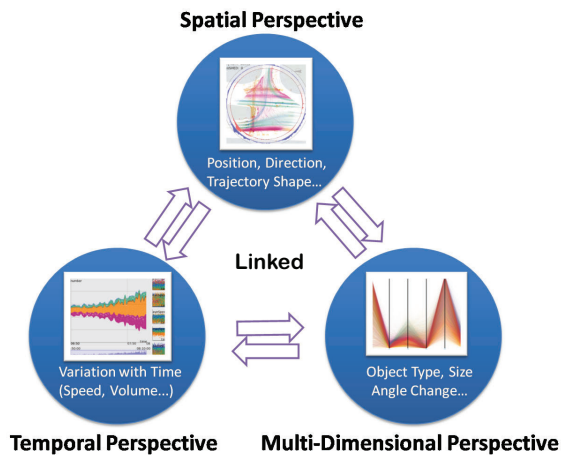 Spatial Perspective
Position, Direction,
Trajectory Shape...
Linked
Variation with Time
(Speed, Volume...)
Object Type, Size
Angle Change...
Temporal Perspective
Multi-Dimensional Perspective